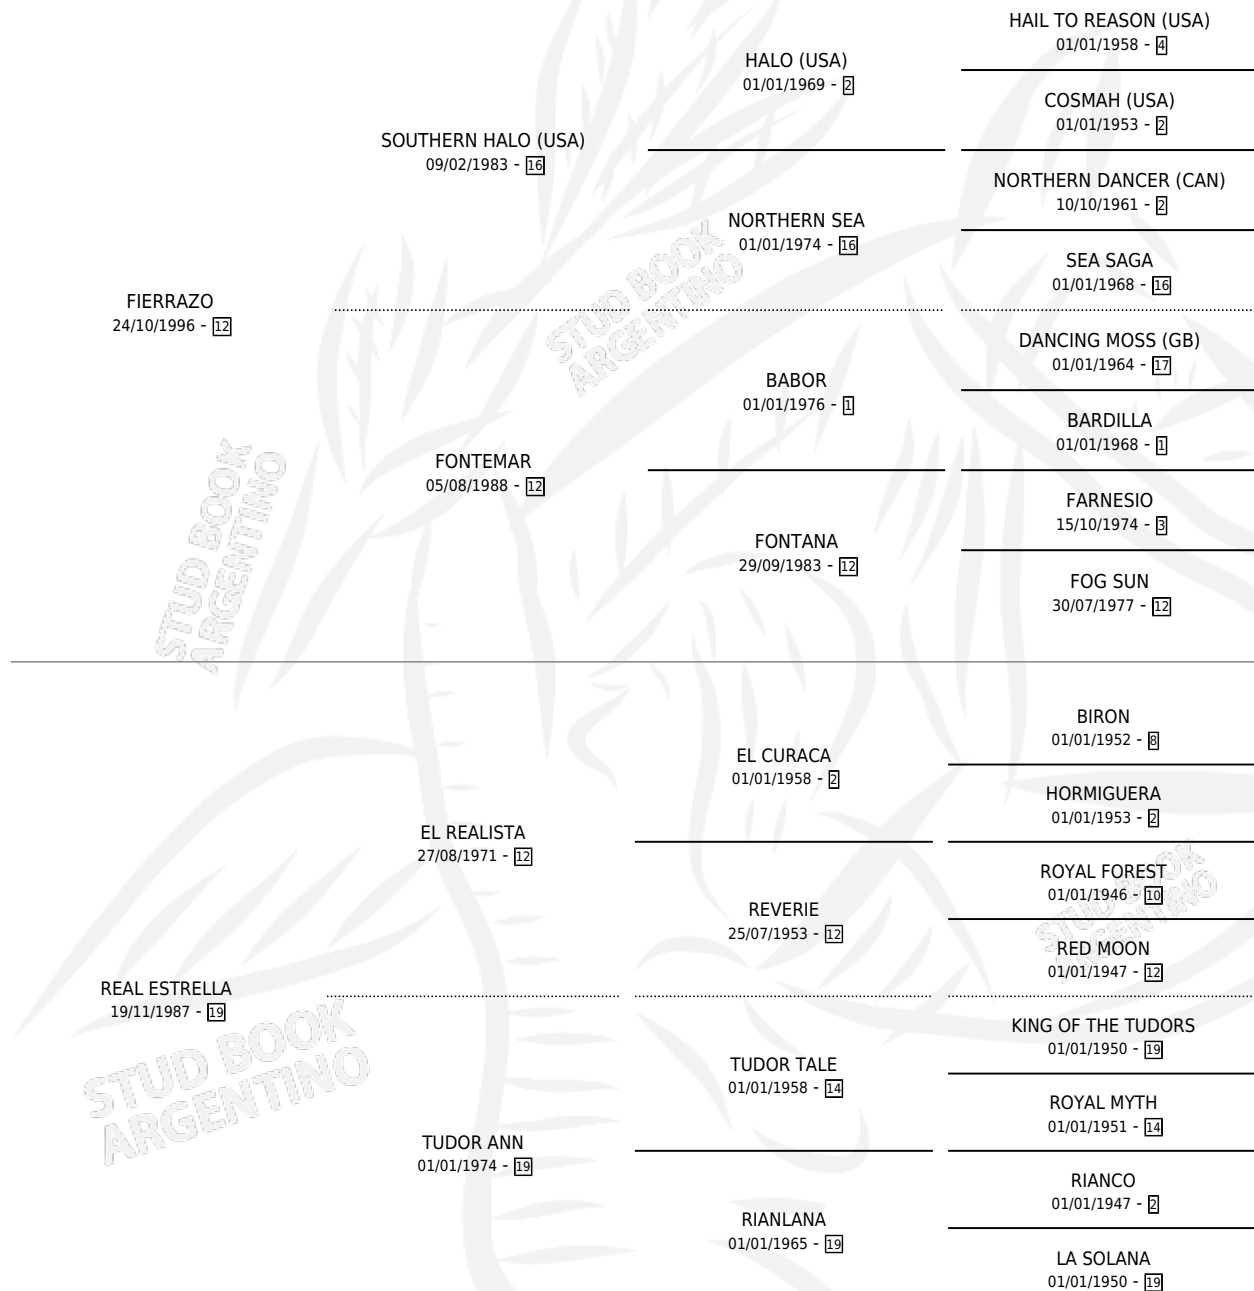 HAIL TO REASON (USA)
01/01/1958 - 4
HALO (USA)
01/01/1969 - 2
COSMAH (USA)
01/01/1953 - 2
SOUTHERN HALO (USA)
09/02/1983 - 16
NORTHERN DANCER (CAN)
10/10/1961 - 2
NORTHERN SEA
01/01/1974 - 16
SEA SAGA
01/01/1968 - 16
FIERRAZO
24/10/1996 - 12
STUD BOOK
ARGENTINO
DANCING MOSS (GB)
01/01/1964 - 17
BABOR
01/01/1976 - 1
BARDILLA
01/01/1968 - 1
FONTEMAR
05/08/1988 - 12
FARNESIO
15/10/1974 - 3
FONTANA
29/09/1983 - 12
FOG SUN
30/07/1977 - 12
STUD BOOK
ARGENTINO
BIRON
01/01/1952 - 8
EL CURACA
01/01/1958 - 2
HORMIGUERA
01/01/1953 - 2
EL REALISTA
27/08/1971 - 12
ROYAL FOREST
01/01/1946 - 10
REVERIE
25/07/1953 - 12
STUD BOOK
ARGENTINO
RED MOON
01/01/1947 - 12
REAL ESTRELLA
19/11/1987 - 19
STUD BOOK
ARGENTINO
KING OF THE TUDORS
01/01/1950 - 19
TUDOR TALE
01/01/1958 - 14
ROYAL MYTH
01/01/1951 - 14
TUDOR ANN
01/01/1974 - 19
RIANCO
01/01/1947 - 2
RIANLANA
01/01/1965 - 19
LA SOLANA
01/01/1950 - 19